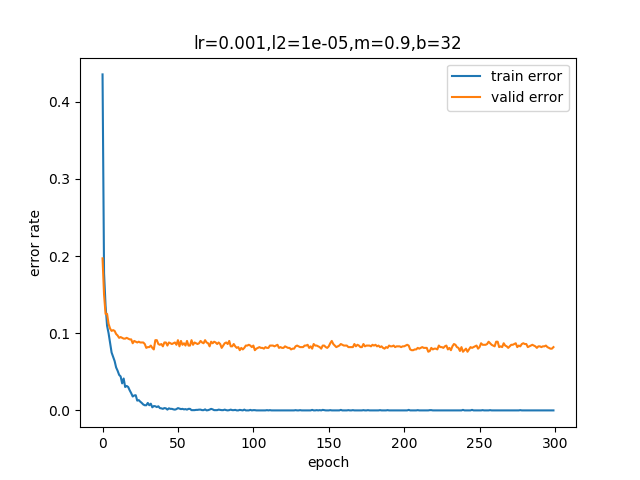 lr=0.001,l2=1e-05,m=0.9,b=32
train error
valid error
error rate
0.4
0.3
0.2
0.1
0.0
0 50 100 150 200 250 300
epoch